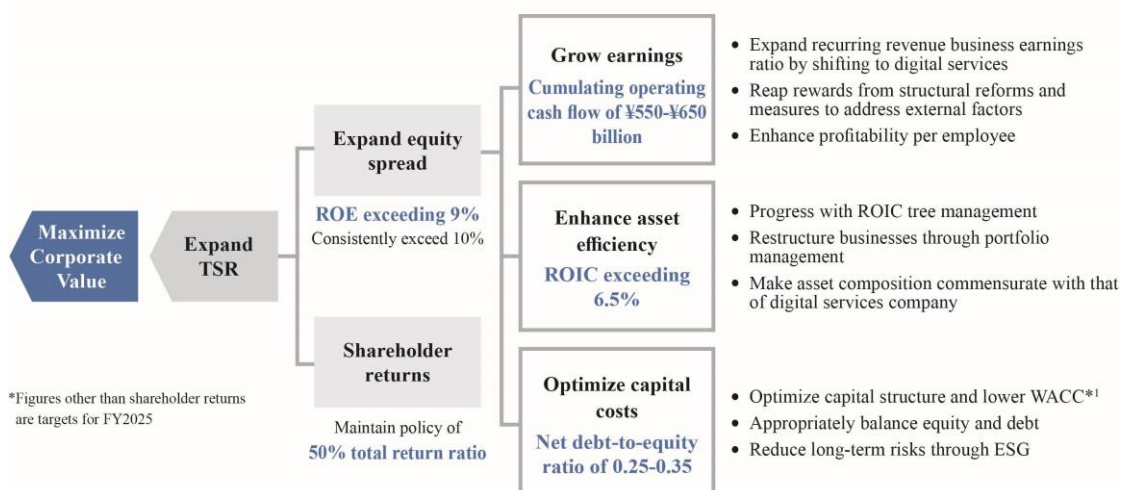 Maximize
Corporate
Value
Expand
TSR
*Figures other than shareholder returns
are targets for FY2025
Expand equity
spread
ROE exceeding 9%
Consistently exceed 10%
Shareholder
returns
Maintain policy of
50% total return ratio
Grow earnings
Cumulating operating
cash flow of ¥550-¥650
billion
• Expand recurring revenue business earnings
ratio by shifting to digital services
• Reap rewards from structural reforms and
measures to address external factors
• Enhance profitability per employee
Enhance asset
efficiency
ROIC exceeding
6.5%
• Progress with ROIC tree management
• Restructure businesses through portfolio
management
• Make asset composition commensurate with that
of digital services company
Optimize capital
costs
Net debt-to-equity
ratio of 0.25-0.35
• Optimize capital structure and lower WACC*1
• Appropriately balance equity and debt
• Reduce long-term risks through ESG